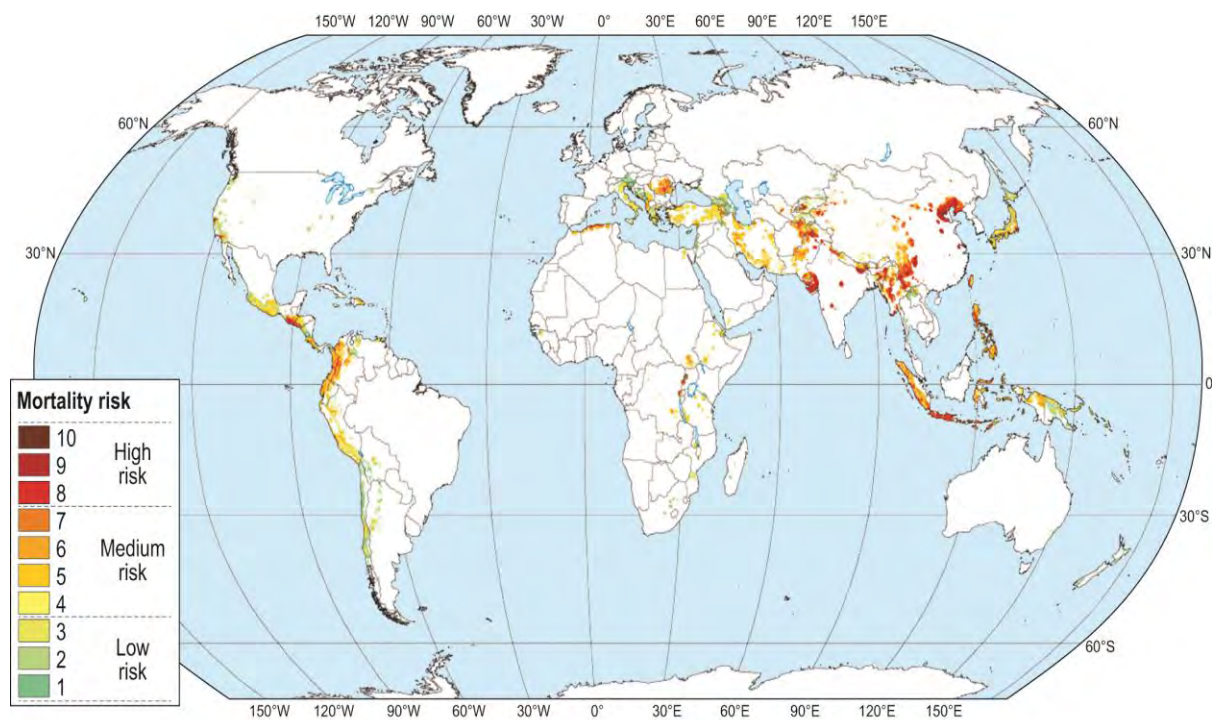 150°W 120°W 90°W 60°W 30°W 0° 30°E 60°E 90°E 120°E 150°E
60°N 60°N
30°N 30°N
0°
30°S
60°S
Mortality risk
10
9 High risk
8
7
6 Medium risk
5
4
3
2 Low risk
1
150°W 120°W 90°W 60°W 30°W 0° 30°E 60°E 90°E 120°E 150°E